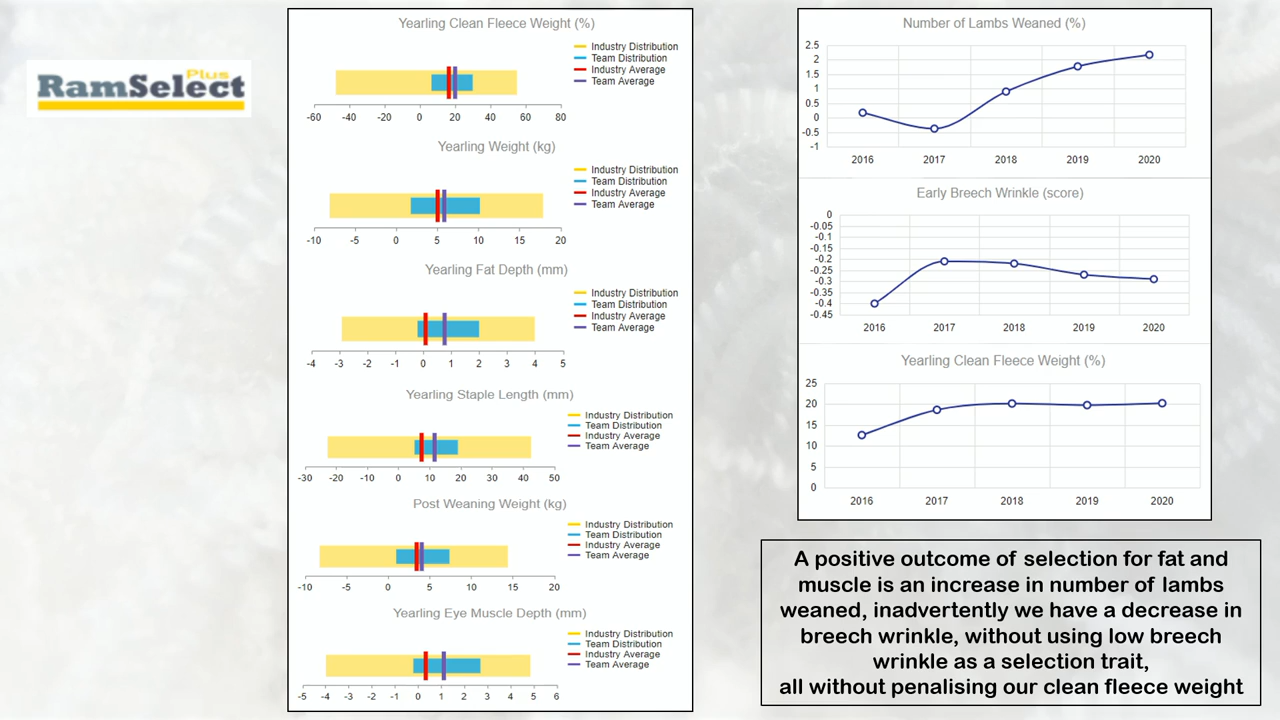 RamSelect
Plus
Yearling Clean Fleece Weight (%)
Industry Distribution
Team Distribution
Industry Average
Team Average
-60 -40 -20 0 20 40 60 80
Yearling Weight (kg)
Industry Distribution
Team Distribution
Industry Average
Team Average
-10 -5 0 5 10 15 20
Yearling Fat Depth (mm)
Industry Distribution
Team Distribution
Industry Average
Team Average
-4 -3 -2 -1 0 1 2 3 4 5
Yearling Staple Length (mm)
Industry Distribution
Team Distribution
Industry Average
Team Average
-30 -20 -10 0 10 20 30 40 50
Post Weaning Weight (kg)
Industry Distribution
Team Distribution
Industry Average
Team Average
-10 -5 0 5 10 15 20
Yearling Eye Muscle Depth (mm)
Industry Distribution
Team Distribution
Industry Average
Team Average
-5 -4 -3 -2 -1 0 1 2 3 4 5 6
Number of Lambs Weaned (%)
2.5
2
1.5
1
0.5
0
-0.5
-1
2016 2017 2018 2019 2020
Early Breech Wrinkle (score)
0
-0.05
-0.1
-0.15
-0.2
-0.25
-0.3
-0.35
-0.4
-0.45
2016 2017 2018 2019 2020
Yearling Clean Fleece Weight (%)
25
20
15
10
5
0
2016 2017 2018 2019 2020
A positive outcome of selection for fat and
muscle is an increase in number of lambs
weaned, inadvertently we have a decrease in
breech wrinkle, without using low breech
wrinkle as a selection trait,
all without penalising our clean fleece weight